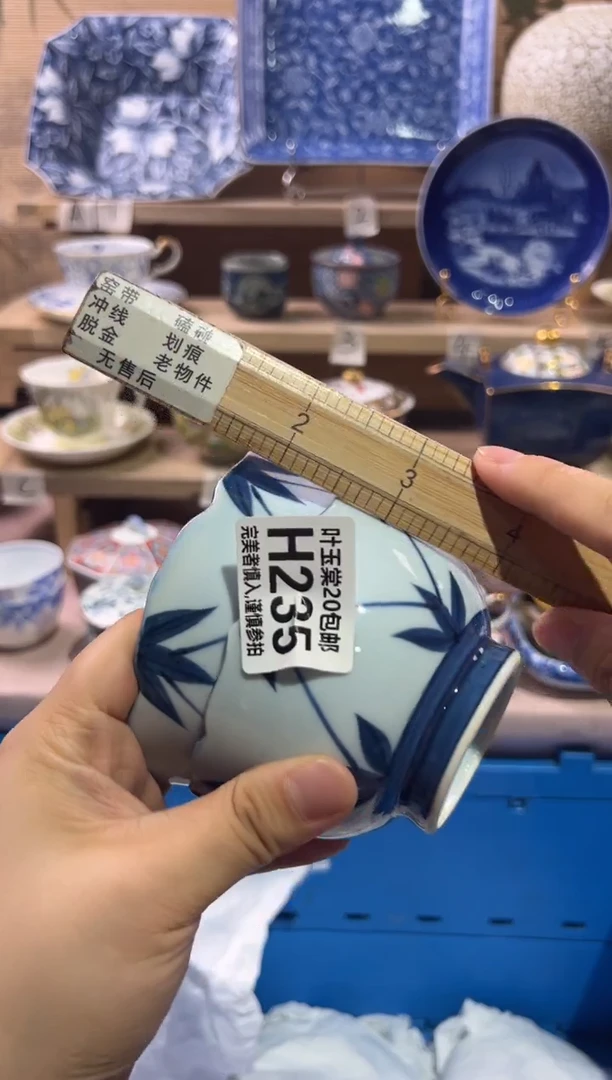 窑带 磕碰
冲线 划痕
脱金 老物件
无售后
2
3
4
叶玉棠20包邮
H235
完美者慎入,谨慎参拍